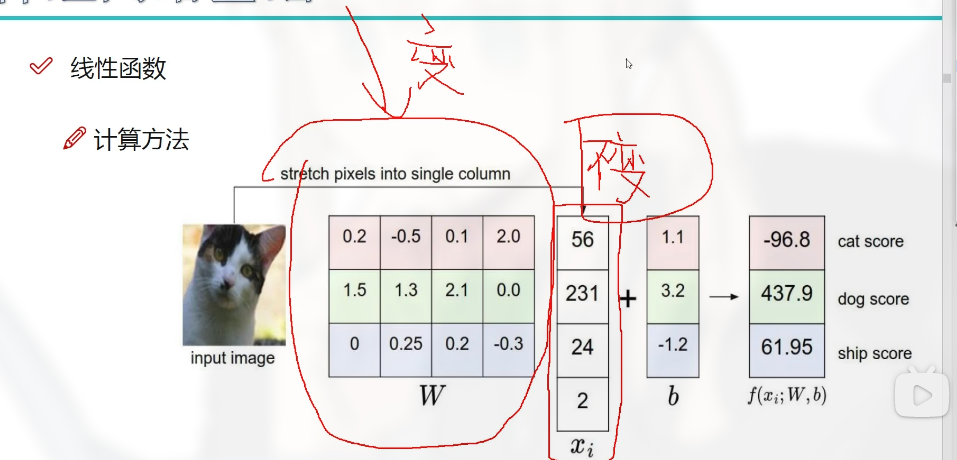 线性函数
变
计算方法
不变
stretch pixels into single column
0.2 -0.5 0.1 2.0 56 1.1 -96.8 cat score
1.5 1.3 2.1 0.0 231 + 3.2 437.9 dog score
0 0.25 0.2 -0.3 24 -1.2 61.95 ship score
2
input image
W b f(xᵢ; W, b)
xᵢ